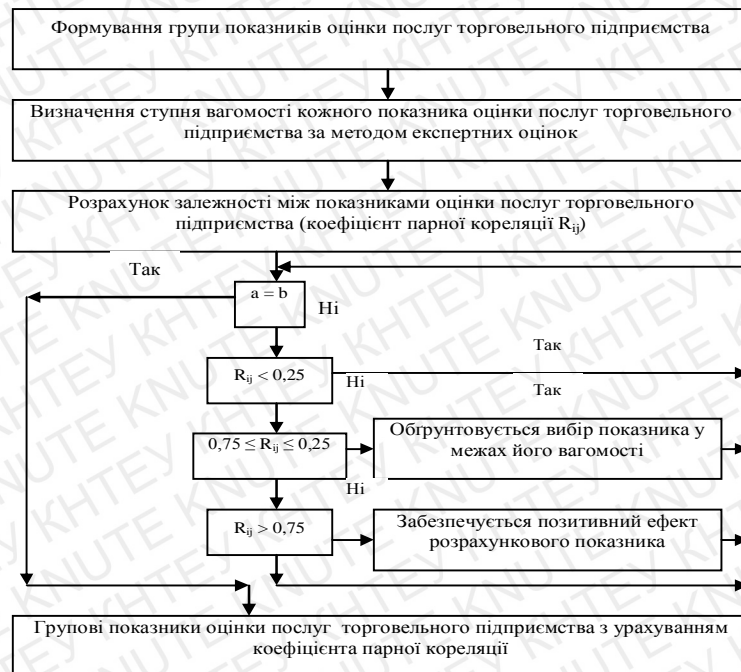 Формування групи показників оцінки послуг торговельного підприємства
Визначення ступня вагомості кожного показника оцінки послуг торговельного
підприємства за методом експертних оцінок
Розрахунок залежності між показниками оцінки послуг торговельного
підприємства (коефіцієнт парної кореляції Rij)
Так
a = b
Ні
Так
Rij < 0,25
Ні
Так
0,75 ≤ Rij ≤ 0,25
Обґрунтовується вибір показника у
межах його вагомості
Ні
Rij > 0,75
Забезпечується позитивний ефект
розрахункового показника
Групові показники оцінки послуг торговельного підприємства з урахуванням
коефіцієнта парної кореляції